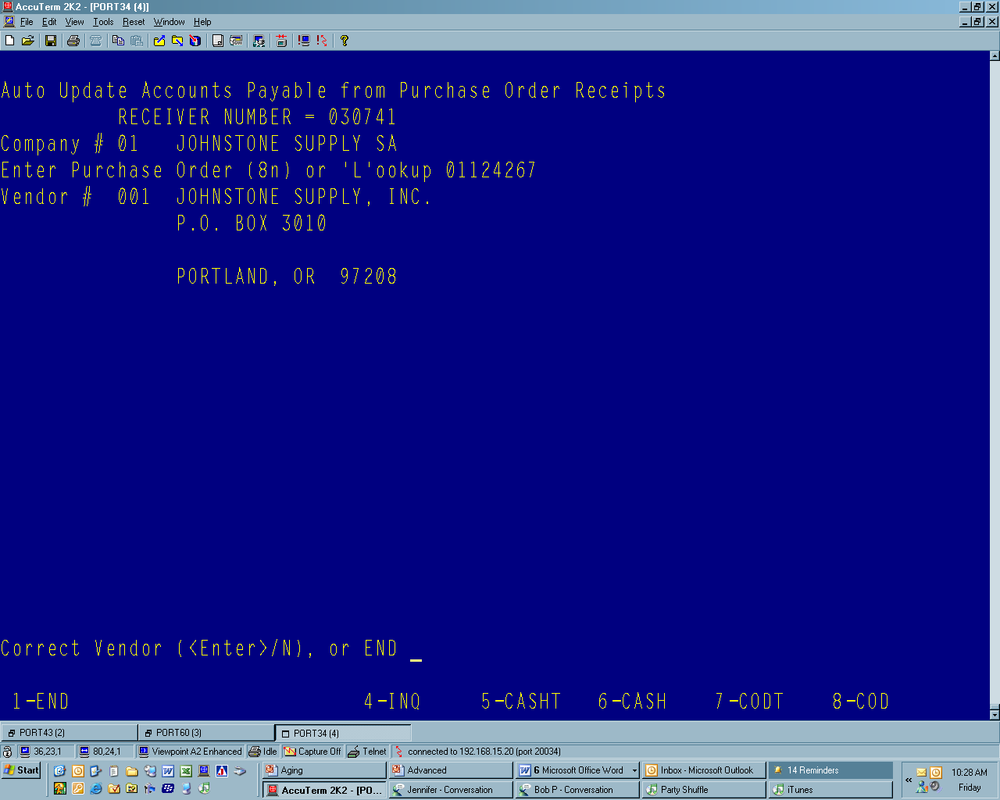 AccuTerm 2K2 - [PORT34 (4)]
File Edit View Tools Reset Window Help
Auto Update Accounts Payable from Purchase Order Receipts
RECEIVER NUMBER = 030741
Company # 01 JOHNSTONE SUPPLY SA
Enter Purchase Order (8n) or 'L'ookup 01124267
Vendor # 001 JOHNSTONE SUPPLY, INC.
P.O. BOX 3010
PORTLAND, OR 97208
Correct Vendor (<Enter>/N), or END _
1-END 4-INQ 5-CASHT 6-CASH 7-CODT 8-COD
PORT43 (2) PORT60 (3) PORT34 (4)
36,23,1 80,24,1 Viewpoint A2 Enhanced Idle Capture Off Telnet connected to 192.168.15.20 (port 20034)
Start Aging Advanced 6 Microsoft Office Word Inbox - Microsoft Outlook 14 Reminders « 10:28 AM
AccuTerm 2K2 - [PO... Jennifer - Conversation Bob P - Conversation Party Shuffle iTunes Friday